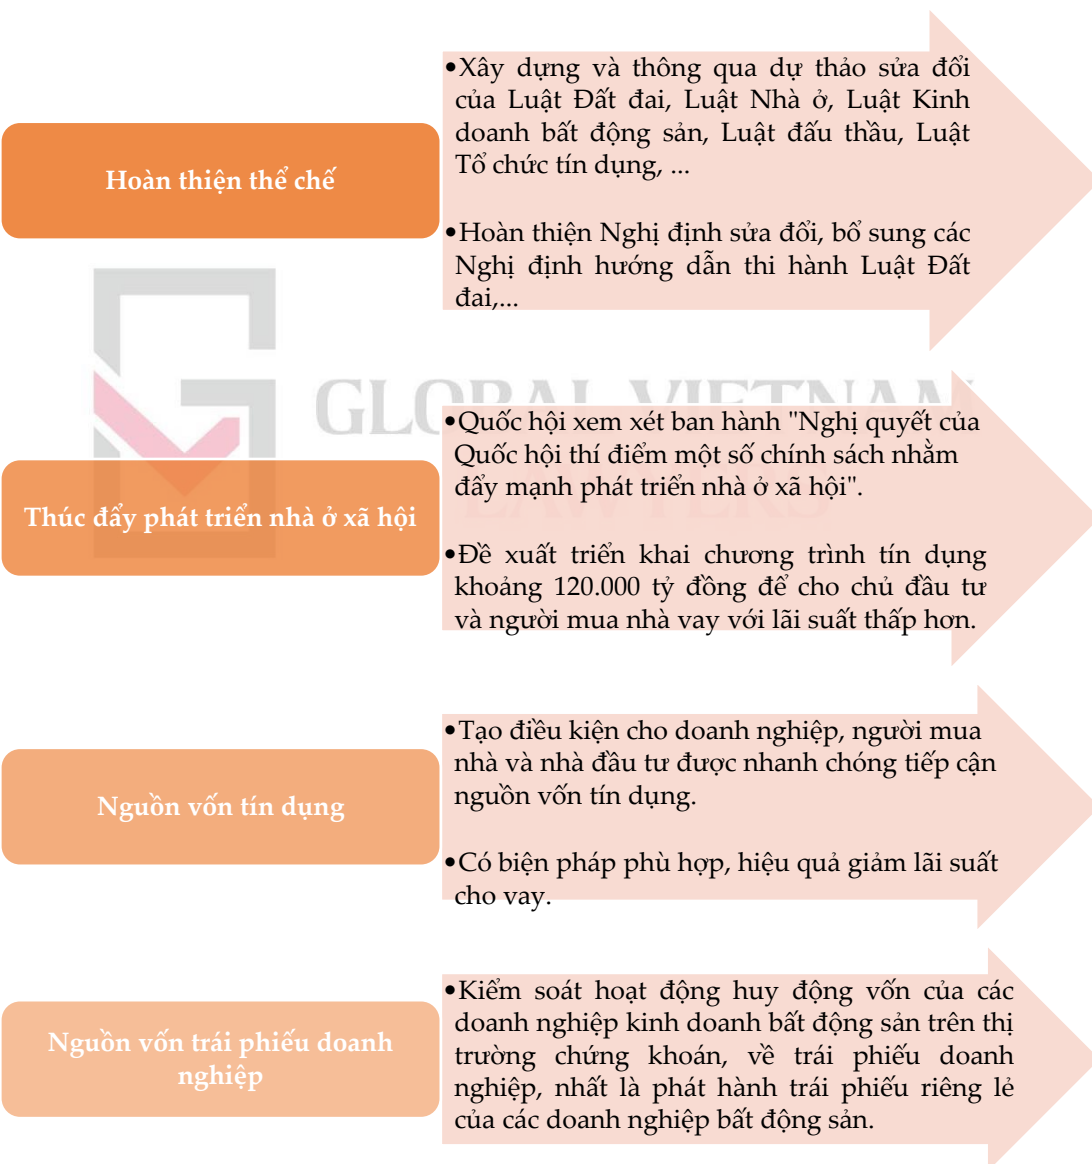 Hoàn thiện thể chế
•Xây dựng và thông qua dự thảo sửa đổi
của Luật Đất đai, Luật Nhà ở, Luật Kinh
doanh bất động sản, Luật đấu thầu, Luật
Tổ chức tín dụng, ...
•Hoàn thiện Nghị định sửa đổi, bổ sung các
Nghị định hướng dẫn thi hành Luật Đất
đai,...
GLOBAL VIETNAM
LAWYERS
Thúc đẩy phát triển nhà ở xã hội
•Quốc hội xem xét ban hành "Nghị quyết của
Quốc hội thí điểm một số chính sách nhằm
đẩy mạnh phát triển nhà ở xã hội".
•Đề xuất triển khai chương trình tín dụng
khoảng 120.000 tỷ đồng để cho chủ đầu tư
và người mua nhà vay với lãi suất thấp hơn.
Nguồn vốn tín dụng
•Tạo điều kiện cho doanh nghiệp, người mua
nhà và nhà đầu tư được nhanh chóng tiếp cận
nguồn vốn tín dụng.
•Có biện pháp phù hợp, hiệu quả giảm lãi suất
cho vay.
Nguồn vốn trái phiếu doanh
nghiệp
•Kiểm soát hoạt động huy động vốn của các
doanh nghiệp kinh doanh bất động sản trên thị
trường chứng khoán, về trái phiếu doanh
nghiệp, nhất là phát hành trái phiếu riêng lẻ
của các doanh nghiệp bất động sản.